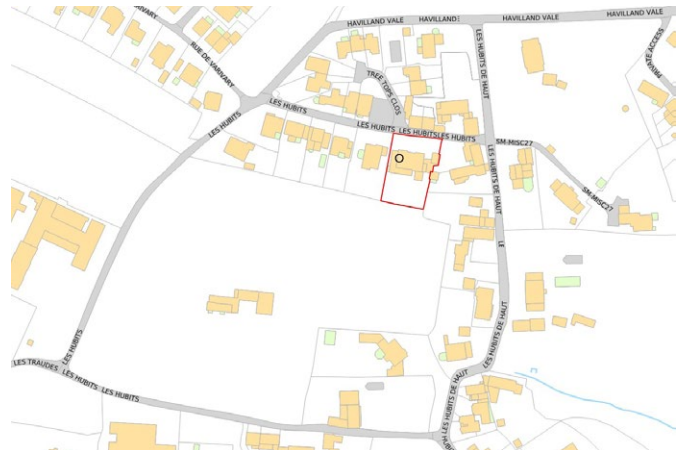 HAVILLAND VALE
HAVILLAND
HAVILLAND VALE
HAVILLAND VALE
RUE DE VARVARY
LES HUBITS DE HAUT
PRIVATE ACCESS
TREE TOPS CLOS
LES HUBITS
LES HUBITS
LES HUBITS
LES HUBITS
LES HUBITS
SM-MISC27
O
LES HUBITS DE HAUT
SM-MISC27
LE
LES HUBITS DE HAUT
LES HUBITS
LES TRAUDES
LES HUBITS
LES HUBITS
LES HUBITS DE HAUT